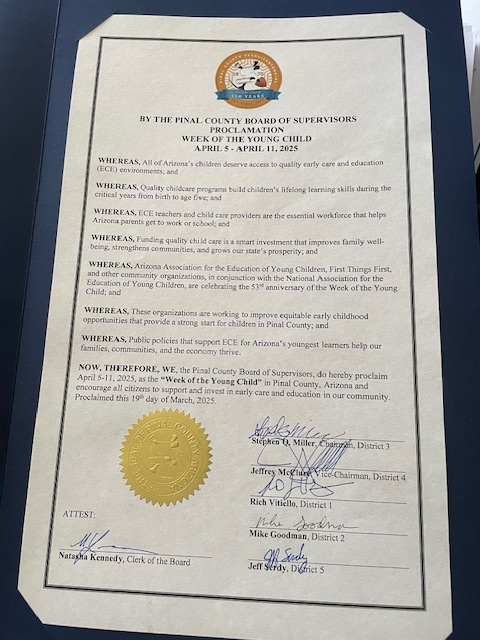 150 YEARS
BY THE PINAL COUNTY BOARD OF SUPERVISORS
PROCLAMATION
WEEK OF THE YOUNG CHILD
APRIL 5 - APRIL 11, 2025
WHEREAS, All of Arizona's children deserve access to quality early care and education
(ECE) environments; and
WHEREAS, Quality childcare programs build children's lifelong learning skills during the
critical years from birth to age five; and
WHEREAS, ECE teachers and child care providers are the essential workforce that helps
Arizona parents get to work or school; and
WHEREAS, Funding quality child care is a smart investment that improves family well-
being, strengthens communities, and grows our state's prosperity; and
WHEREAS, Arizona Association for the Education of Young Children, First Things First,
and other community organizations, in conjunction with the National Association for the
Education of Young Children, are celebrating the 53rd anniversary of the Week of the Young
Child; and
WHEREAS, These organizations are working to improve equitable early childhood
opportunities that provide a strong start for children in Pinal County; and
WHEREAS, Public policies that support ECE for Arizona's youngest learners help our
families, communities, and the economy thrive.
NOW, THEREFORE, WE, the Pinal County Board of Supervisors, do hereby proclaim
April 5-11, 2025, as the "Week of the Young Child" in Pinal County, Arizona and
encourage all citizens to support and invest in early care and education in our community.
Proclaimed this 19th day of March, 2025.
Stephen Q. Miller, Chairman, District 3
Jeffrey McClure, Vice-Chairman, District 4
Rich Vitiello, District 1
Mike Goodman
Mike Goodman, District 2
Jeff Serdy
Jeff Serdy, District 5
ATTEST:
Natasha Kennedy, Clerk of the Board